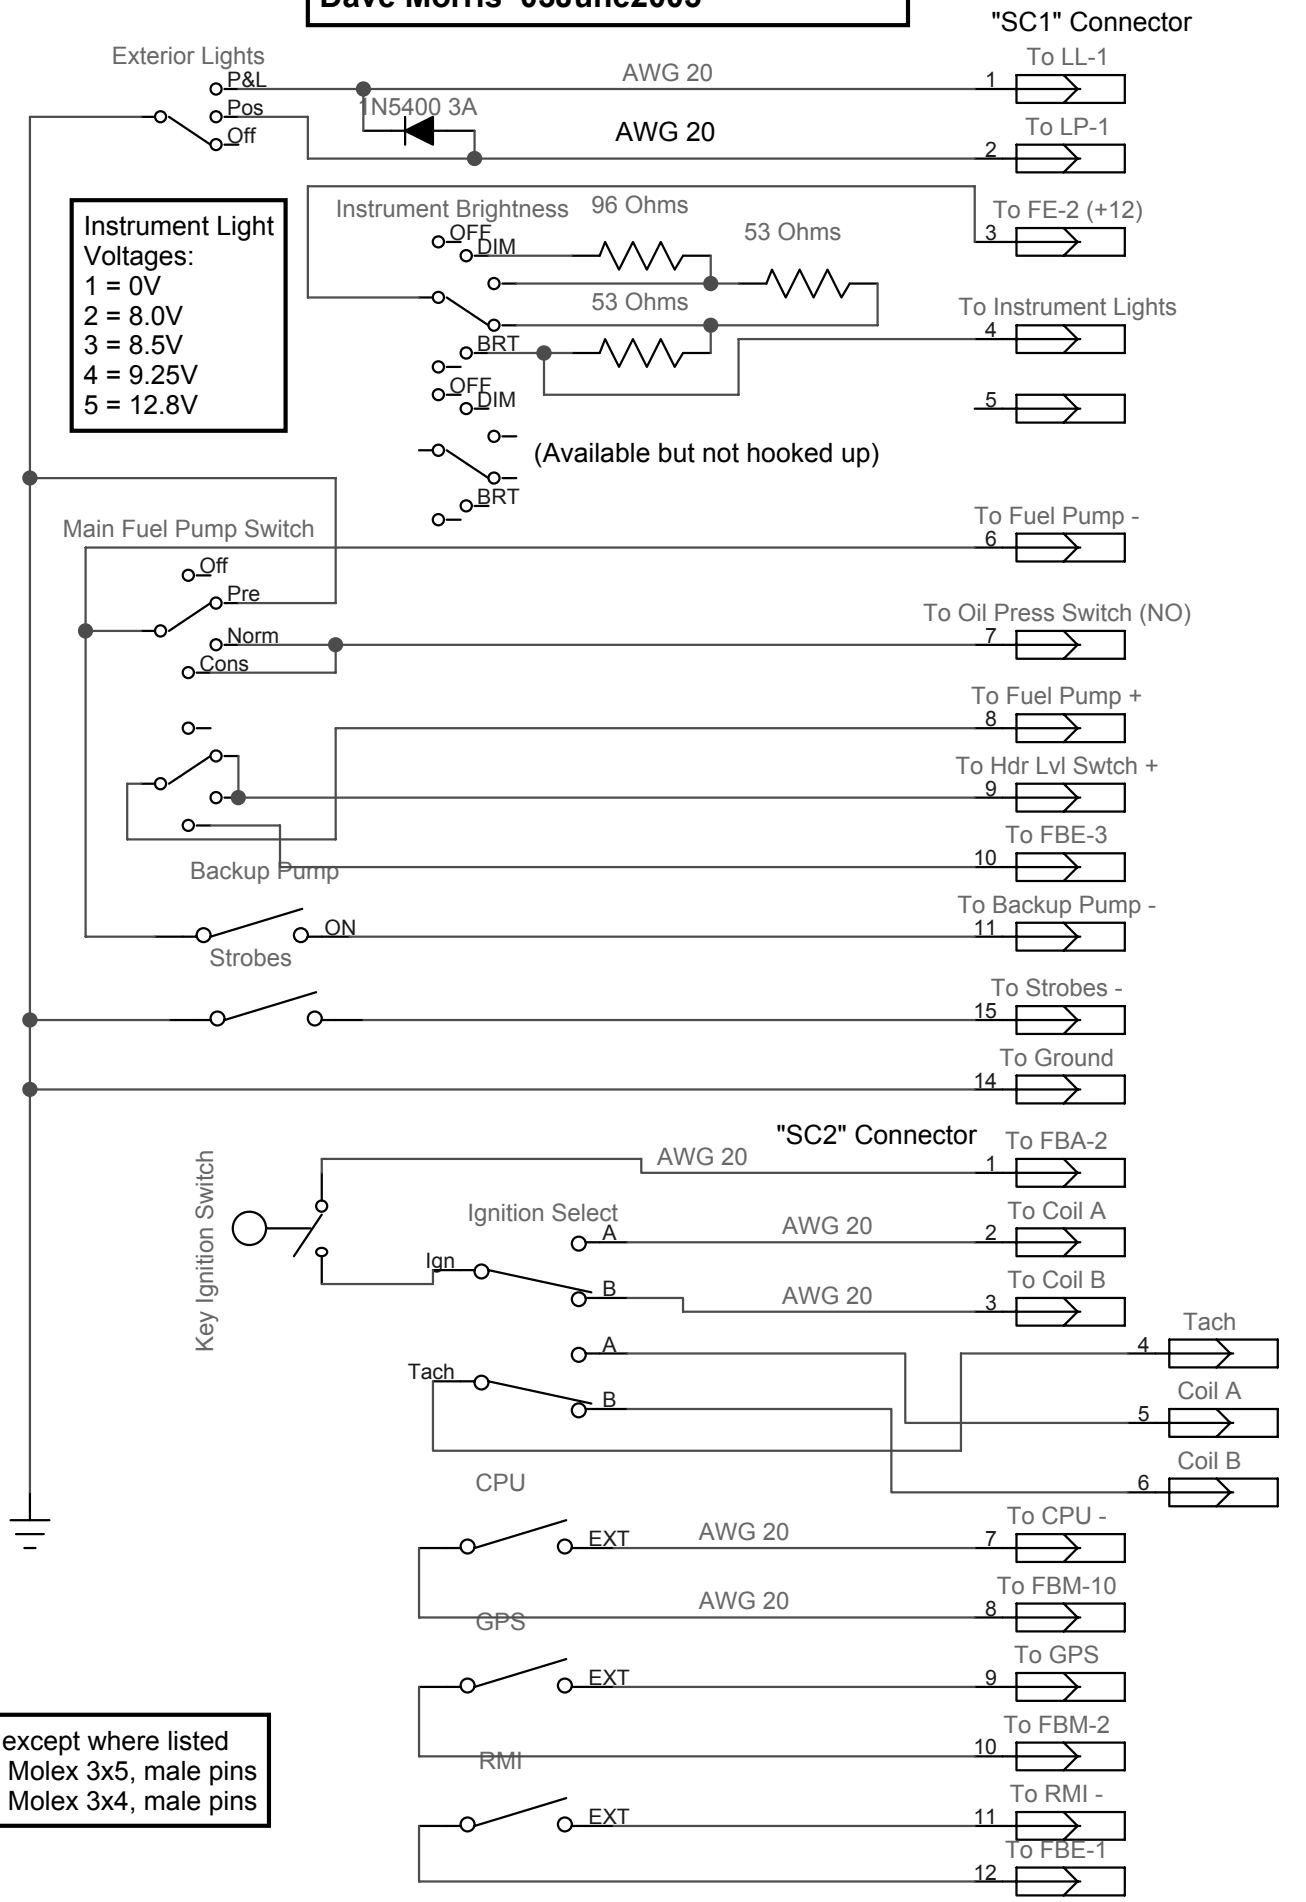 Dave Morris 03June2003
"SC1" Connector
Exterior Lights
P&L
Pos
Off
1N5400 3A
AWG 20
AWG 20
To LL-1
1
To LP-1
2
Instrument Light
Voltages:
1 = 0V
2 = 8.0V
3 = 8.5V
4 = 9.25V
5 = 12.8V
Instrument Brightness
96 Ohms
53 Ohms
53 Ohms
OFF
DIM
BRT
OFF
DIM
BRT
(Available but not hooked up)
To FE-2 (+12)
3
To Instrument Lights
4
5
Main Fuel Pump Switch
Off
Pre
Norm
Cons
To Fuel Pump -
6
To Oil Press Switch (NO)
7
To Fuel Pump +
8
To Hdr Lvl Swtch +
9
To FBE-3
10
Backup Pump
ON
To Backup Pump -
11
Strobes
To Strobes -
15
To Ground
14
"SC2" Connector
Key Ignition Switch
AWG 20
To FBA-2
1
Ignition Select
Ign
A
AWG 20
To Coil A
2
B
AWG 20
To Coil B
3
Tach
A
B
Tach
4
Coil A
5
Coil B
6
CPU
EXT
AWG 20
To CPU -
7
AWG 20
To FBM-10
8
GPS
EXT
To GPS
9
To FBM-2
10
RMI
EXT
To RMI -
11
To FBE-1
12
except where listed
Molex 3x5, male pins
Molex 3x4, male pins